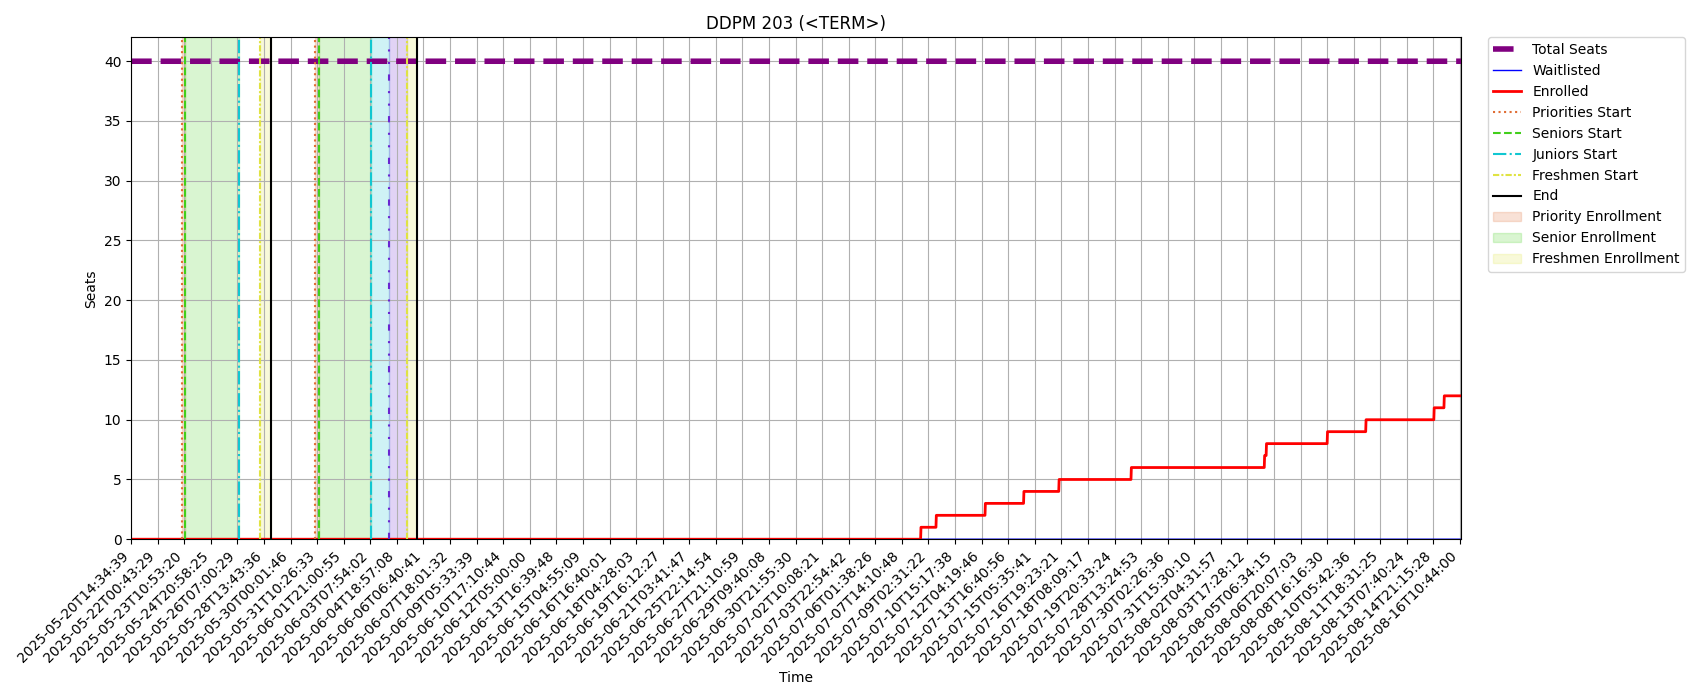 DDPM 203 (<TERM>)
Total Seats
Waitlisted
Enrolled
Priorities Start
Seniors Start
Juniors Start
Freshmen Start
End
Priority Enrollment
Senior Enrollment
Freshmen Enrollment
Seats
40
35
30
25
20
15
10
5
0
2025-05-20T14:34:39
2025-05-22T00:43:29
2025-05-23T10:53:20
2025-05-24T20:58:25
2025-05-26T07:00:29
2025-05-28T13:43:36
2025-05-30T00:01:46
2025-05-31T10:26:33
2025-06-01T21:00:55
2025-06-03T07:54:02
2025-06-04T18:57:08
2025-06-06T06:40:41
2025-06-07T18:01:32
2025-06-09T05:33:39
2025-06-10T17:10:44
2025-06-12T05:00:00
2025-06-13T16:39:48
2025-06-15T04:55:09
2025-06-16T16:40:01
2025-06-18T04:28:03
2025-06-19T16:12:27
2025-06-21T03:41:47
2025-06-25T22:14:54
2025-06-27T21:10:59
2025-06-29T09:40:08
2025-06-30T21:55:30
2025-07-02T10:08:21
2025-07-03T22:54:42
2025-07-06T01:38:26
2025-07-07T14:10:48
2025-07-09T02:31:22
2025-07-10T15:17:38
2025-07-12T04:19:46
2025-07-13T16:40:56
2025-07-15T05:35:41
2025-07-16T19:23:21
2025-07-18T08:09:17
2025-07-19T20:33:24
2025-07-28T13:24:53
2025-07-30T02:26:36
2025-07-31T15:30:10
2025-08-02T04:31:57
2025-08-03T17:28:12
2025-08-05T06:34:15
2025-08-06T20:07:03
2025-08-08T16:16:30
2025-08-10T05:42:36
2025-08-11T18:31:25
2025-08-13T07:40:24
2025-08-14T21:15:28
2025-08-16T10:44:00
Time